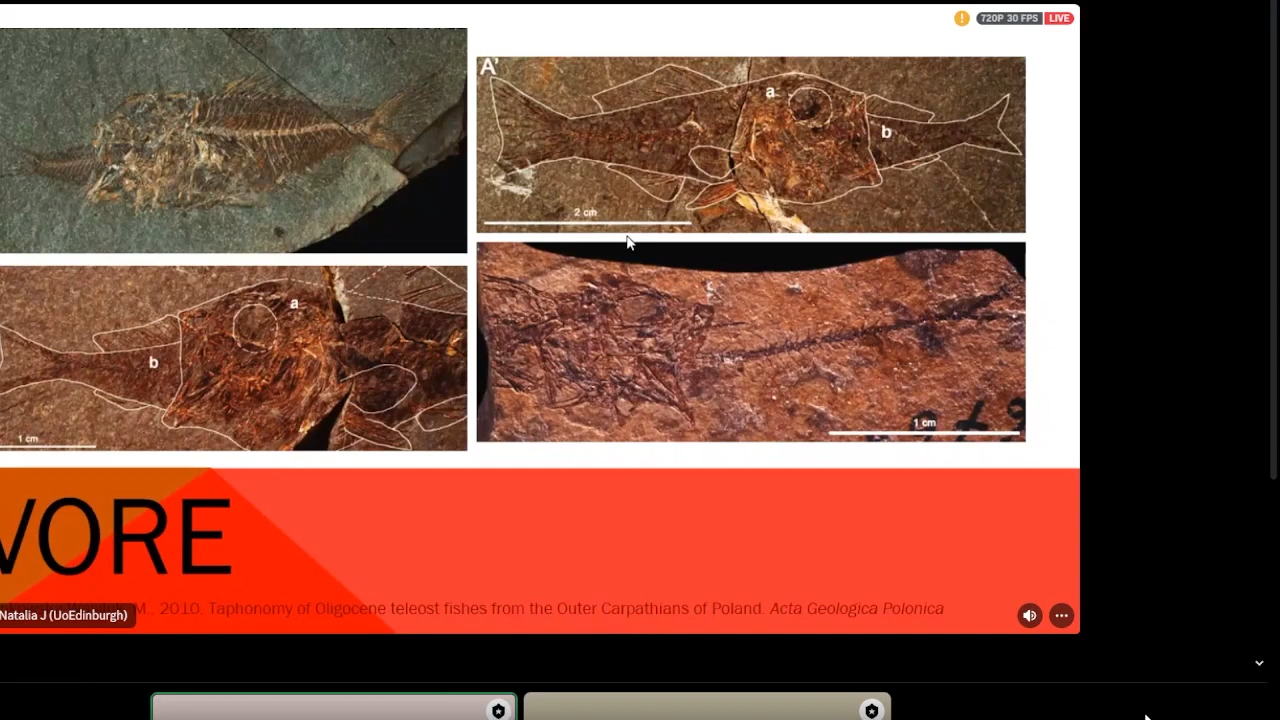 720P 30 FPS LIVE
A'
a
b
2 cm
a
b
1 cm
1 cm
VORE
M., 2010. Taphonomy of Oligocene teleost fishes from the Outer Carpathians of Poland. Acta Geologica Polonica
Natalia J (UoEdinburgh)